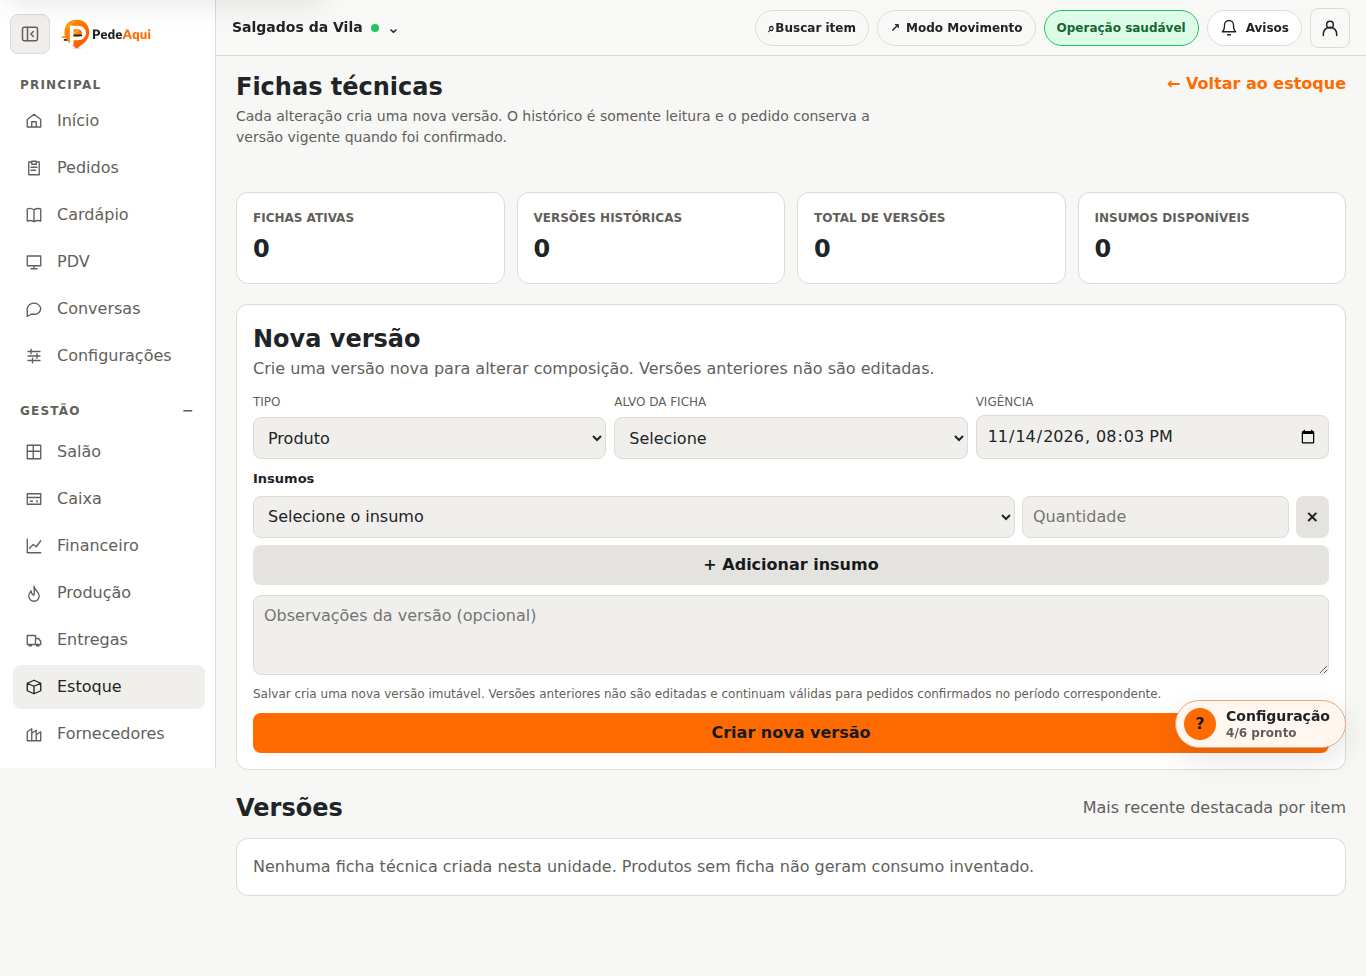 PedeAqui
PRINCIPAL
Início
Pedidos
Cardápio
PDV
Conversas
Configurações
GESTÃO −
Salão
Caixa
Financeiro
Produção
Entregas
Estoque
Fornecedores
Salgados da Vila
Buscar item
↗ Modo Movimento
Operação saudável
Avisos
Fichas técnicas
← Voltar ao estoque
Cada alteração cria uma nova versão. O histórico é somente leitura e o pedido conserva a
versão vigente quando foi confirmado.
FICHAS ATIVAS
0
VERSÕES HISTÓRICAS
0
TOTAL DE VERSÕES
0
INSUMOS DISPONÍVEIS
0
Nova versão
Crie uma versão nova para alterar composição. Versões anteriores não são editadas.
TIPO
Produto
ALVO DA FICHA
Selecione
VIGÊNCIA
11/14/2026, 08:03 PM
Insumos
Selecione o insumo
Quantidade
×
+ Adicionar insumo
Observações da versão (opcional)
Salvar cria uma nova versão imutável. Versões anteriores não são editadas e continuam válidas para pedidos confirmados no período correspondente.
Criar nova versão
?
Configuração
4/6 pronto
Versões
Mais recente destacada por item
Nenhuma ficha técnica criada nesta unidade. Produtos sem ficha não geram consumo inventado.